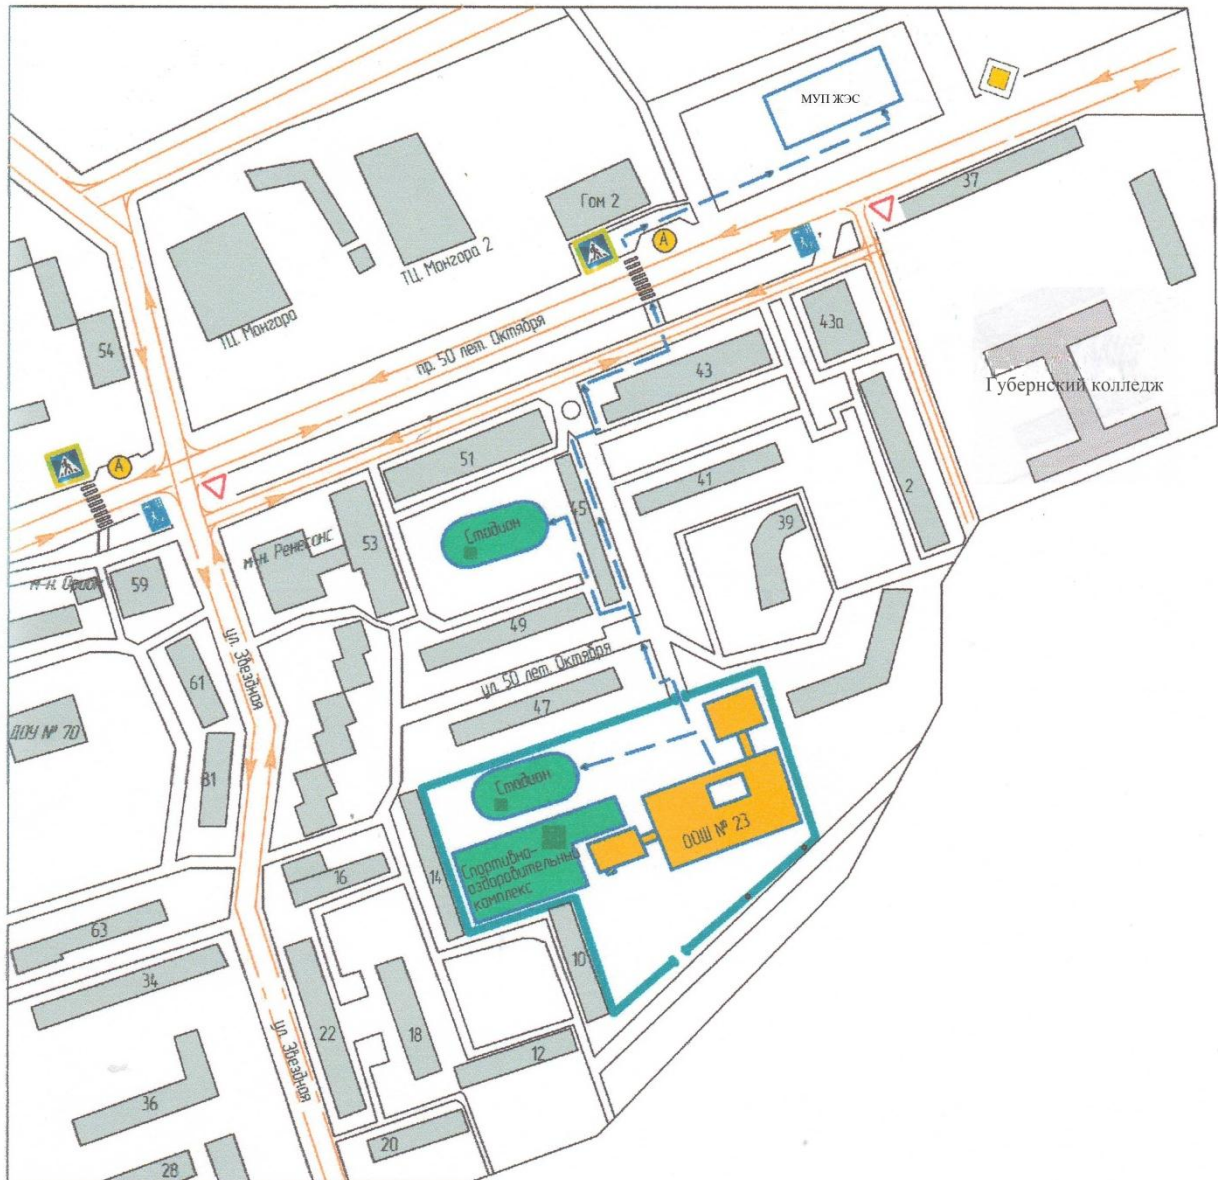 МУП ЖЭС
37
Гом 2
А
ТЦ. Монгора 2
ТЦ. Монгора
54
пр. 50 лет. Октября
43а
43
Губернский колледж
51
41
2
А
45
39
Стадион
м-н. Ренесанс
53
м-н. Орион
59
49
ул. Звездная
ул. 50 лет. Октября
61
47
ДОУ № 70
81
Стадион
ООШ № 23
16
14
Спортивно-
оздоровительный
комплекс
63
10
34
22
18
12
ул. Звездная
36
20
28